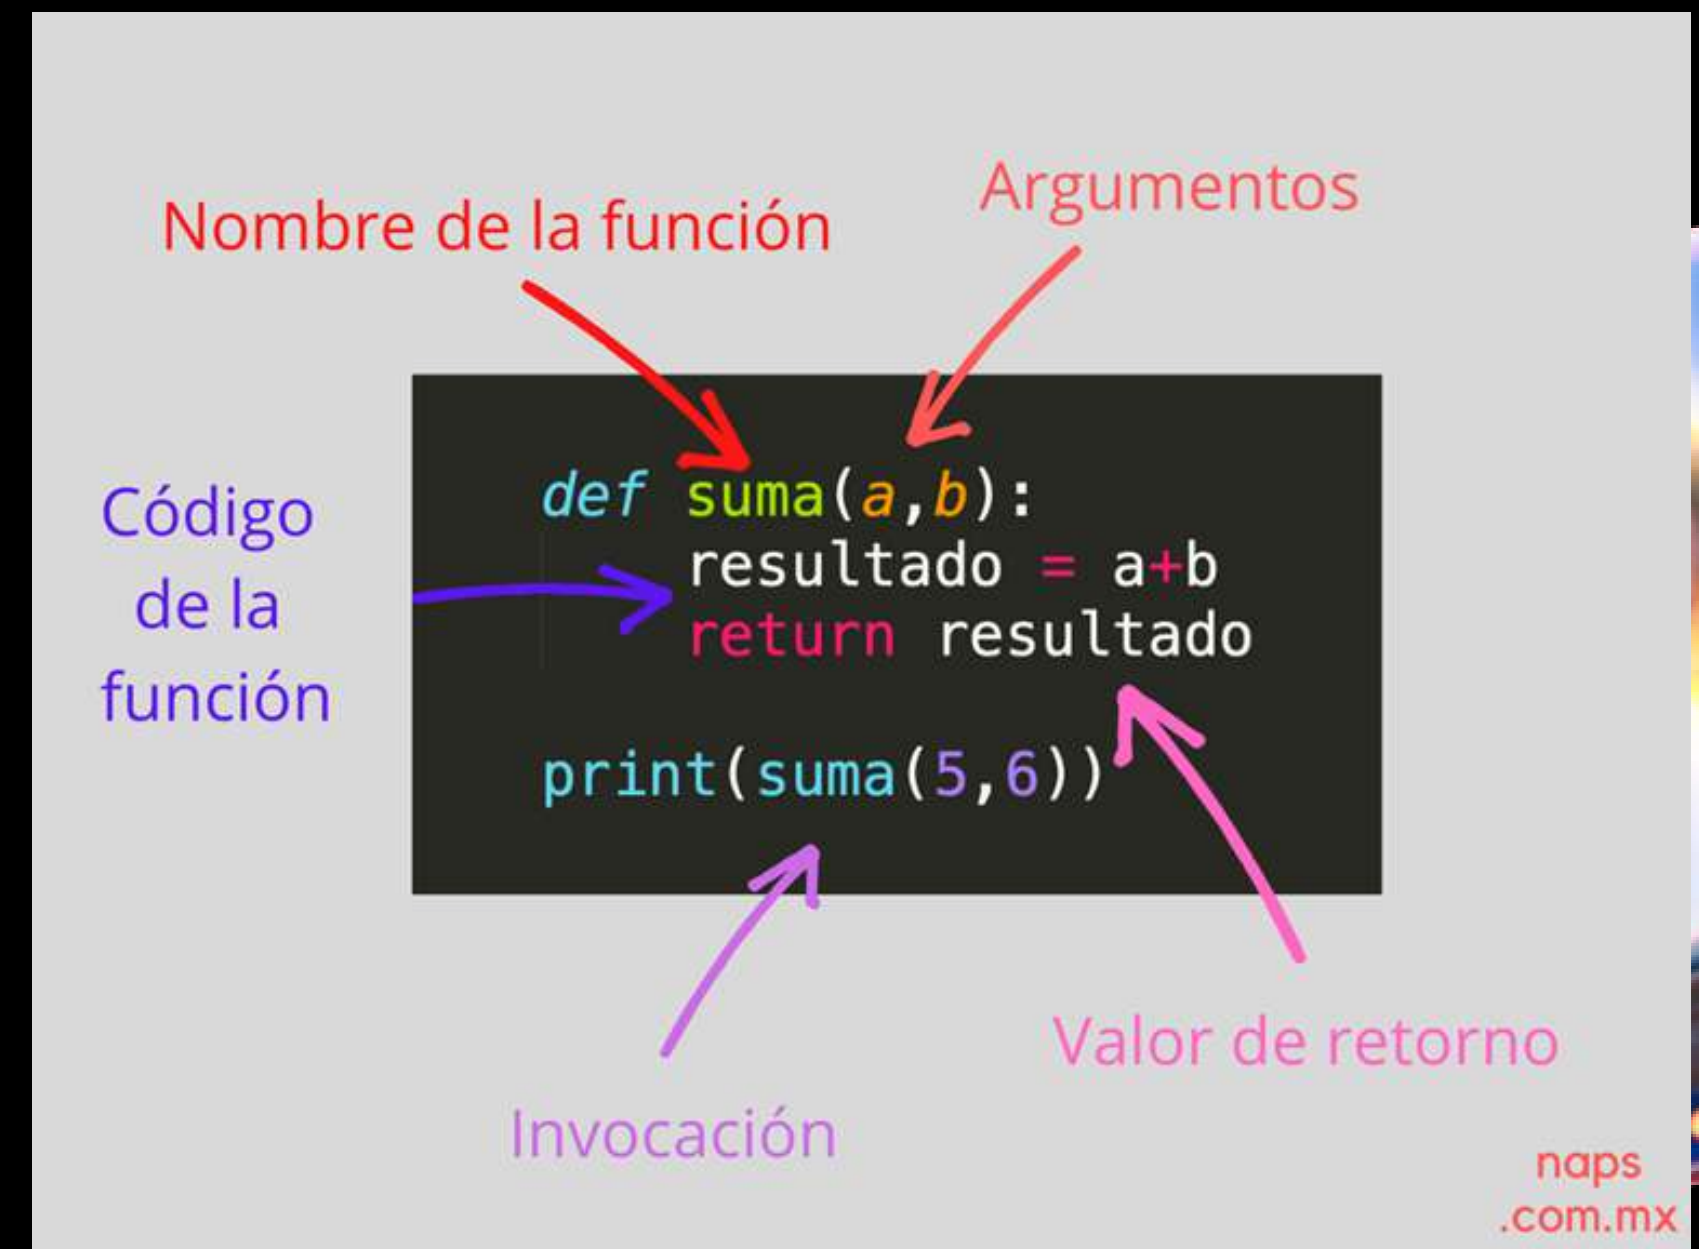 Nombre de la función
Argumentos
Código
de la
función
def suma(a,b):
resultado = a+b
return resultado
print(suma(5,6))
Invocación
Valor de retorno
naps
.com.mx